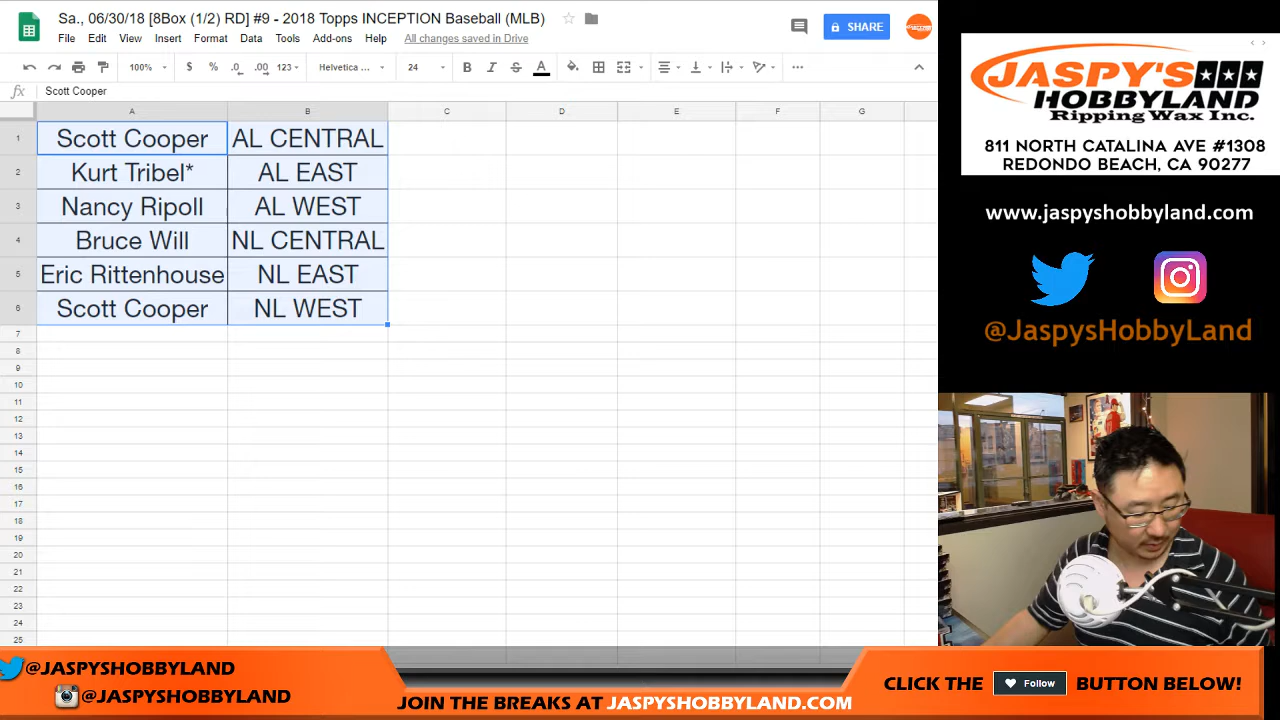 Sa., 06/30/18 [8Box (1/2) RD] #9 - 2018 Topps INCEPTION Baseball (MLB)
SHARE
File Edit View Insert Format Data Tools Add-ons Help All changes saved in Drive
100% $ % .0 .00 123 Helvetica ... 24 B I S A
fx Scott Cooper
A B C D E F G
1 Scott Cooper AL CENTRAL
2 Kurt Tribel* AL EAST
3 Nancy Ripoll AL WEST
4 Bruce Will NL CENTRAL
5 Eric Rittenhouse NL EAST
6 Scott Cooper NL WEST
7
8
9
10
11
12
13
14
15
16
17
18
19
20
21
22
23
24
25
JASPY'S
HOBBYLAND
Ripping Wax Inc.
811 NORTH CATALINA AVE #1308
REDONDO BEACH, CA 90277
www.jaspyshobbyland.com
@JaspysHobbyLand
@JASPYSHOBBYLAND
@JASPYSHOBBYLAND
JOIN THE BREAKS AT JASPYSHOBBYLAND.COM
CLICK THE Follow BUTTON BELOW!